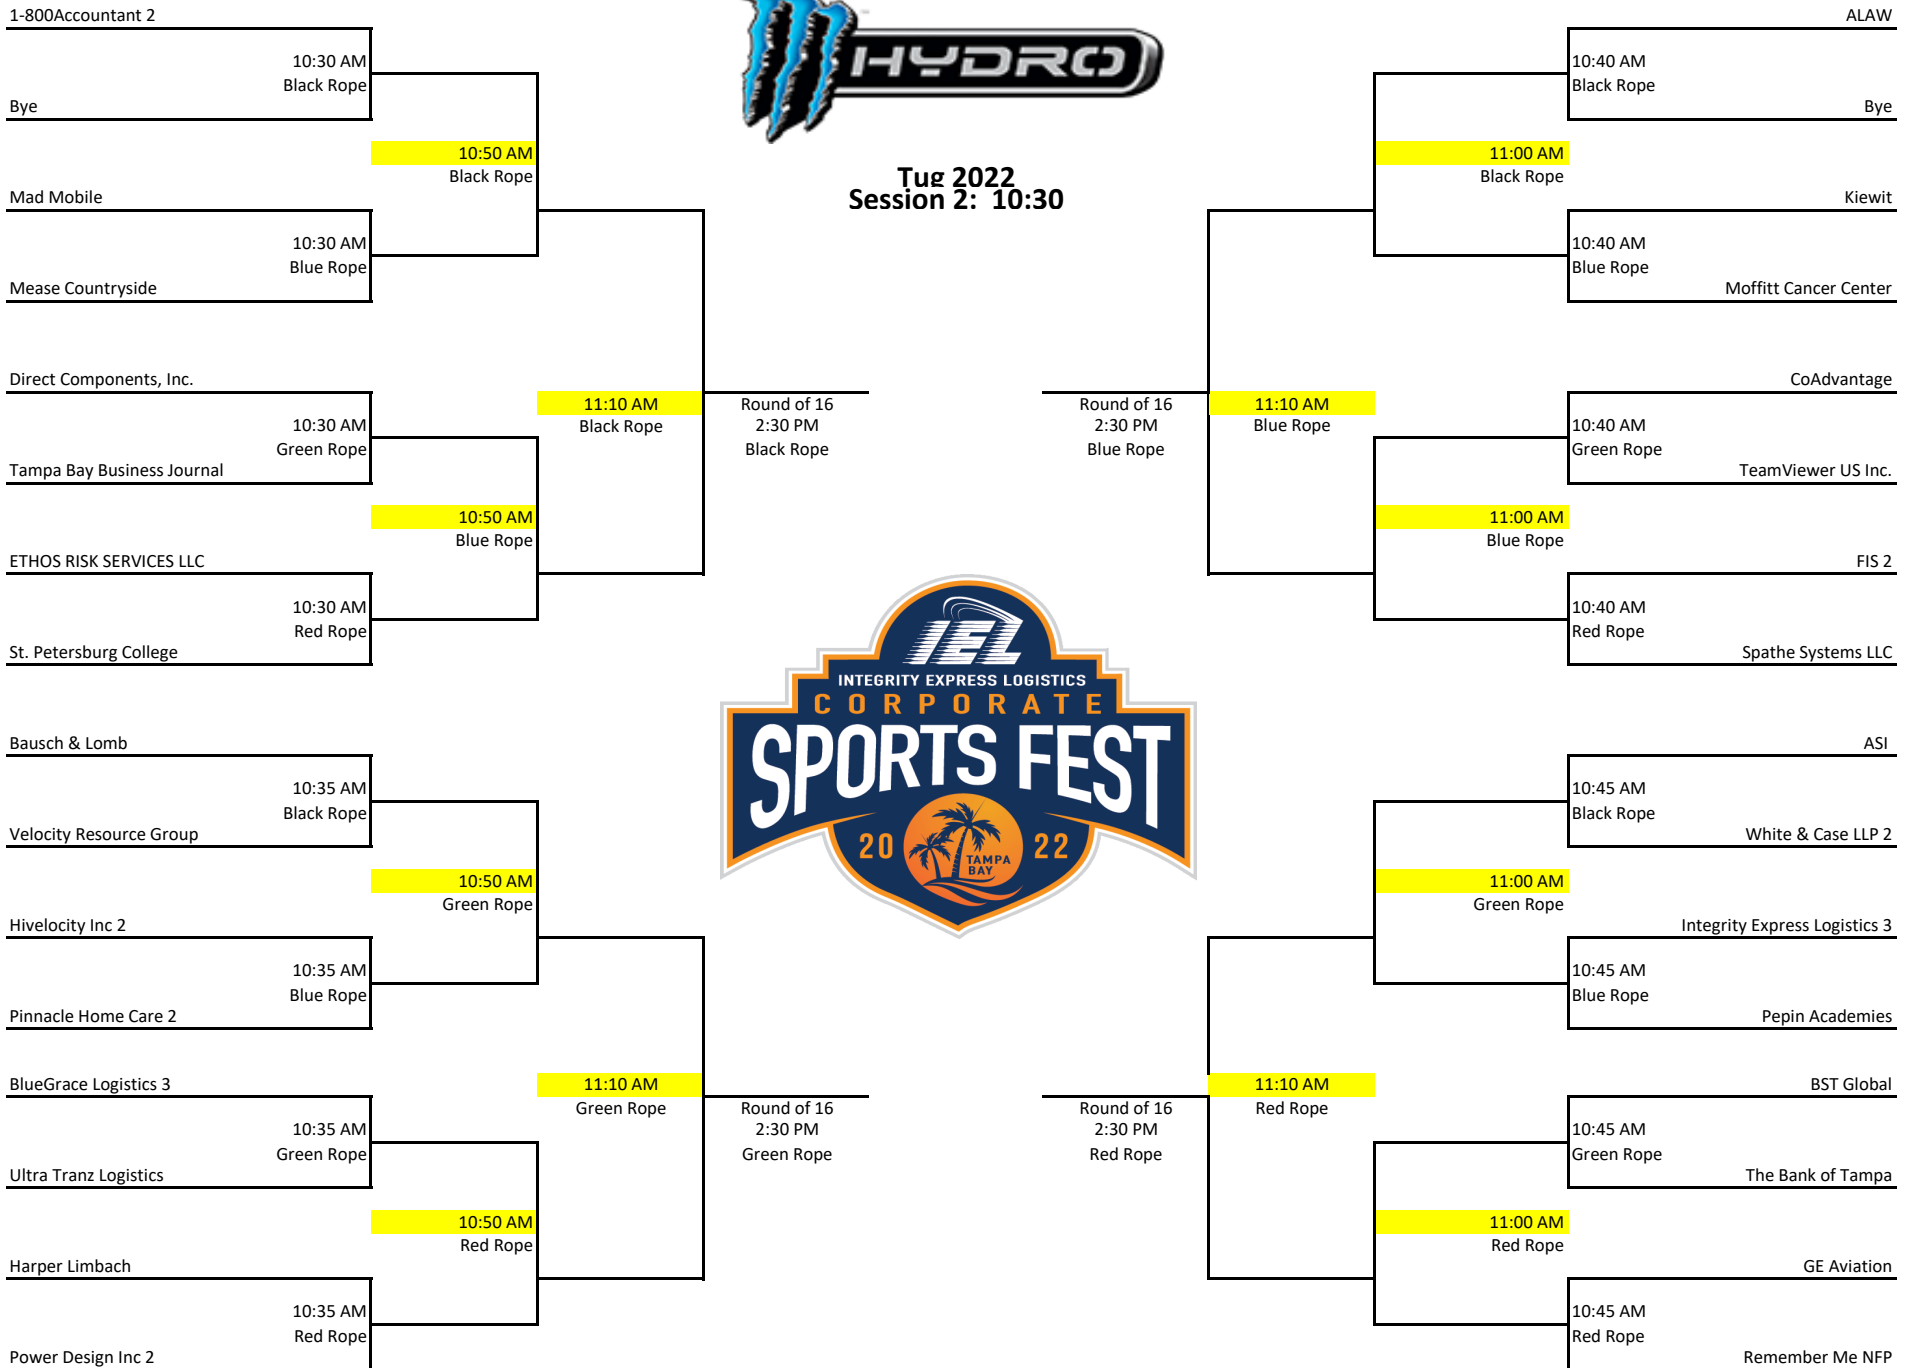 HYDRO
Tug 2022
Session 2: 10:30
1-800Accountant 2
10:30 AM
Black Rope
Bye
10:50 AM
Black Rope
Mad Mobile
10:30 AM
Blue Rope
Mease Countryside
Direct Components, Inc.
10:30 AM
Green Rope
Tampa Bay Business Journal
10:50 AM
Blue Rope
ETHOS RISK SERVICES LLC
10:30 AM
Red Rope
St. Petersburg College
11:10 AM
Black Rope
Round of 16
2:30 PM
Black Rope
Bausch & Lomb
10:35 AM
Black Rope
Velocity Resource Group
10:50 AM
Green Rope
Hivelocity Inc 2
10:35 AM
Blue Rope
Pinnacle Home Care 2
BlueGrace Logistics 3
10:35 AM
Green Rope
Ultra Tranz Logistics
10:50 AM
Red Rope
Harper Limbach
10:35 AM
Red Rope
Power Design Inc 2
11:10 AM
Green Rope
Round of 16
2:30 PM
Green Rope
IEL
INTEGRITY EXPRESS LOGISTICS
CORPORATE
SPORTS FEST
20 22
TAMPA
BAY
ALAW
10:40 AM
Black Rope
Bye
11:00 AM
Black Rope
Kiewit
10:40 AM
Blue Rope
Moffitt Cancer Center
CoAdvantage
10:40 AM
Green Rope
TeamViewer US Inc.
11:00 AM
Blue Rope
FIS 2
10:40 AM
Red Rope
Spathe Systems LLC
11:10 AM
Blue Rope
Round of 16
2:30 PM
Blue Rope
ASI
10:45 AM
Black Rope
White & Case LLP 2
11:00 AM
Green Rope
Integrity Express Logistics 3
10:45 AM
Blue Rope
Pepin Academies
BST Global
10:45 AM
Green Rope
The Bank of Tampa
11:00 AM
Red Rope
GE Aviation
10:45 AM
Red Rope
Remember Me NFP
11:10 AM
Red Rope
Round of 16
2:30 PM
Red Rope